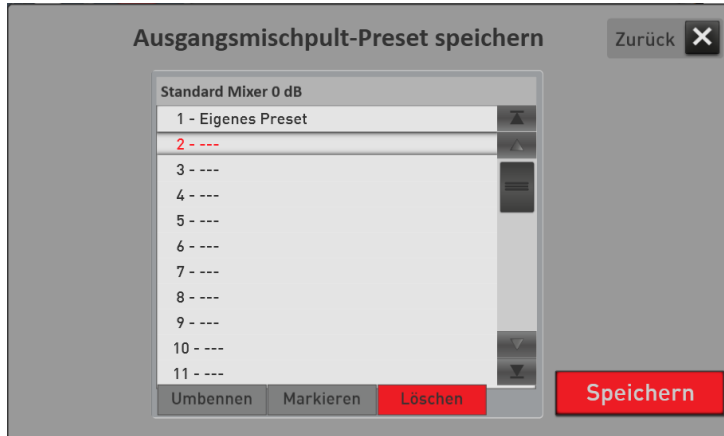 Ausgangsmischpult-Preset speichern
Zurück
Standard Mixer 0 dB
1 - Eigenes Preset
2 - ---
3 - ---
4 - ---
5 - ---
6 - ---
7 - ---
8 - ---
9 - ---
10 - ---
11 - ---
Umbennen Markieren Löschen
Speichern